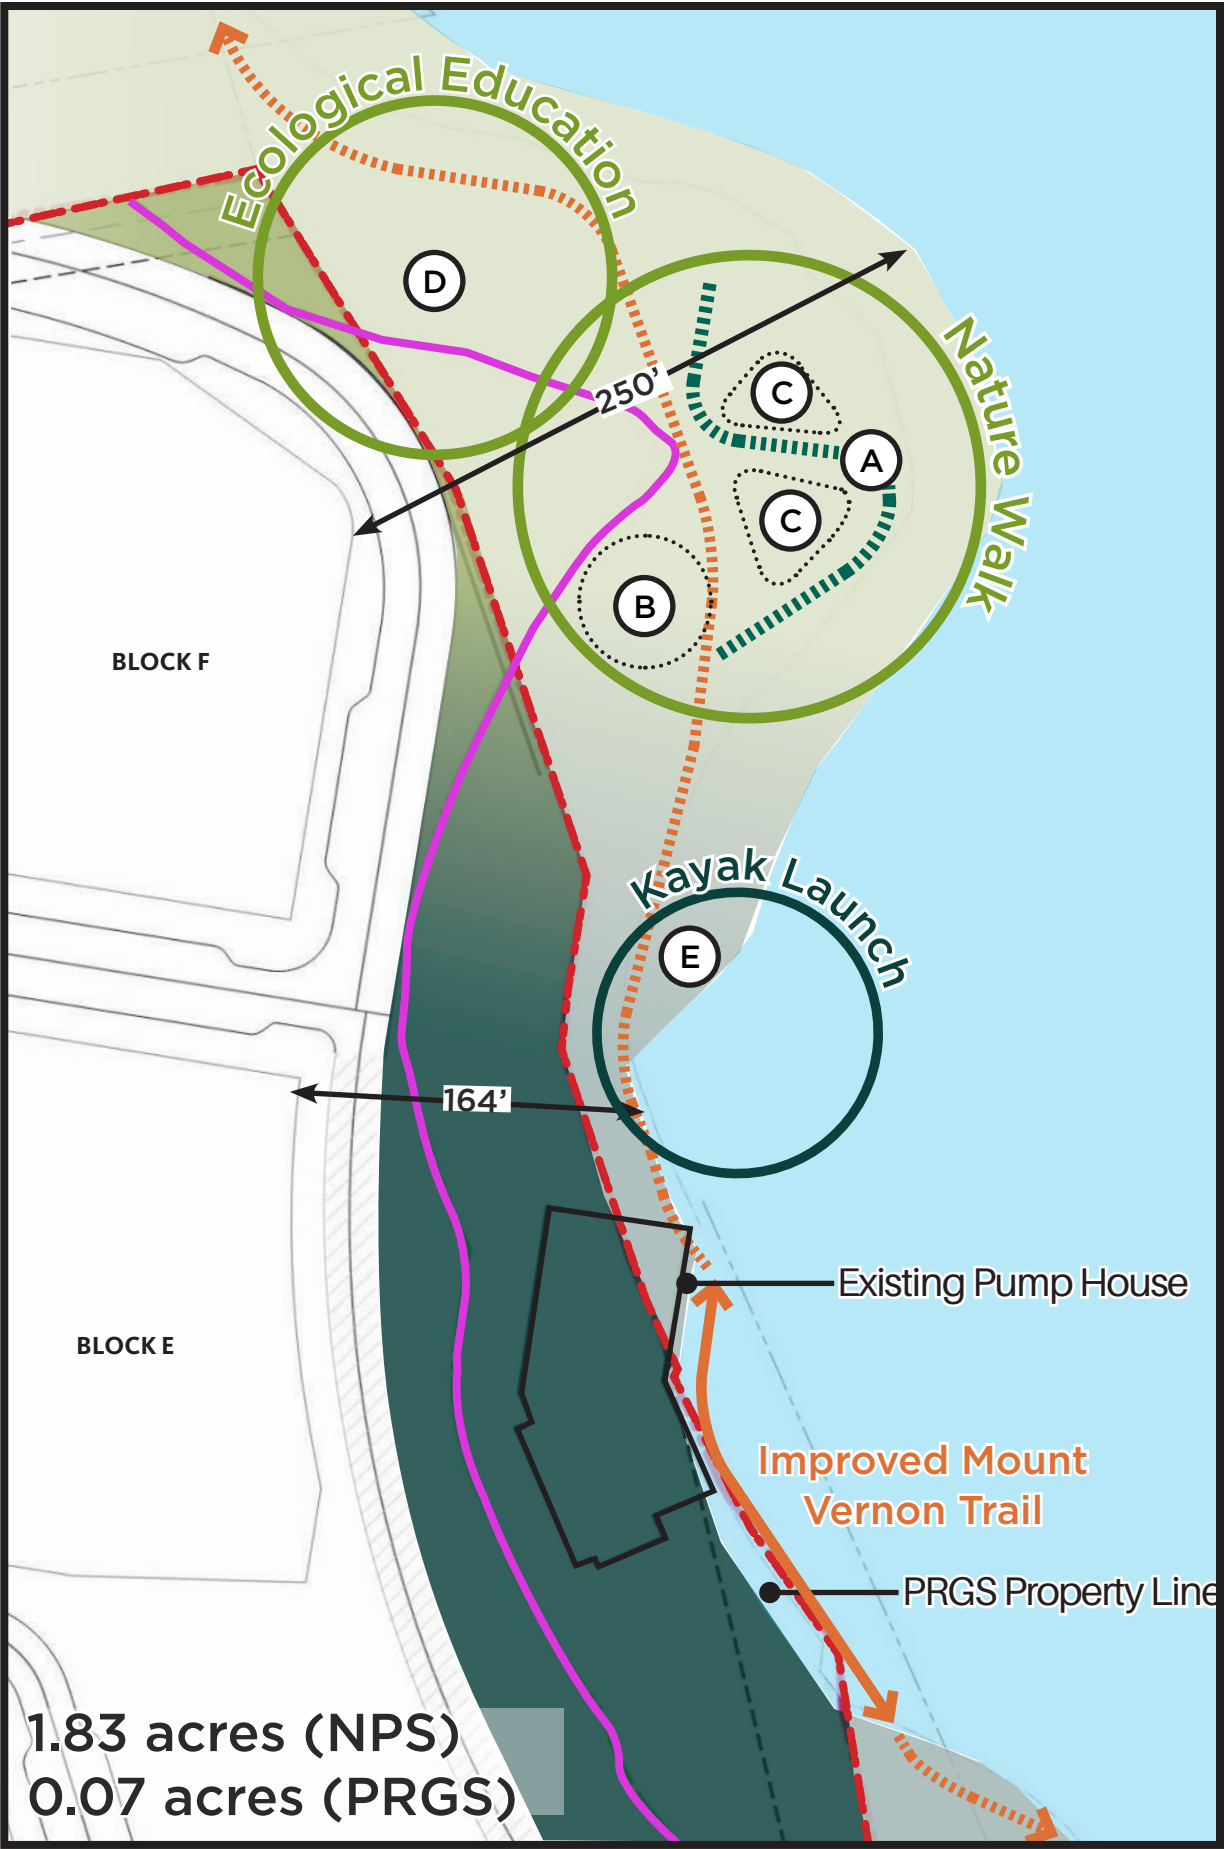 Ecological Education
D
250'
Nature Walk
C
A
C
B
BLOCK F
Kayak Launch
E
164'
Existing Pump House
BLOCK E
Improved Mount
Vernon Trail
PRGS Property Line
1.83 acres (NPS)
0.07 acres (PRGS)